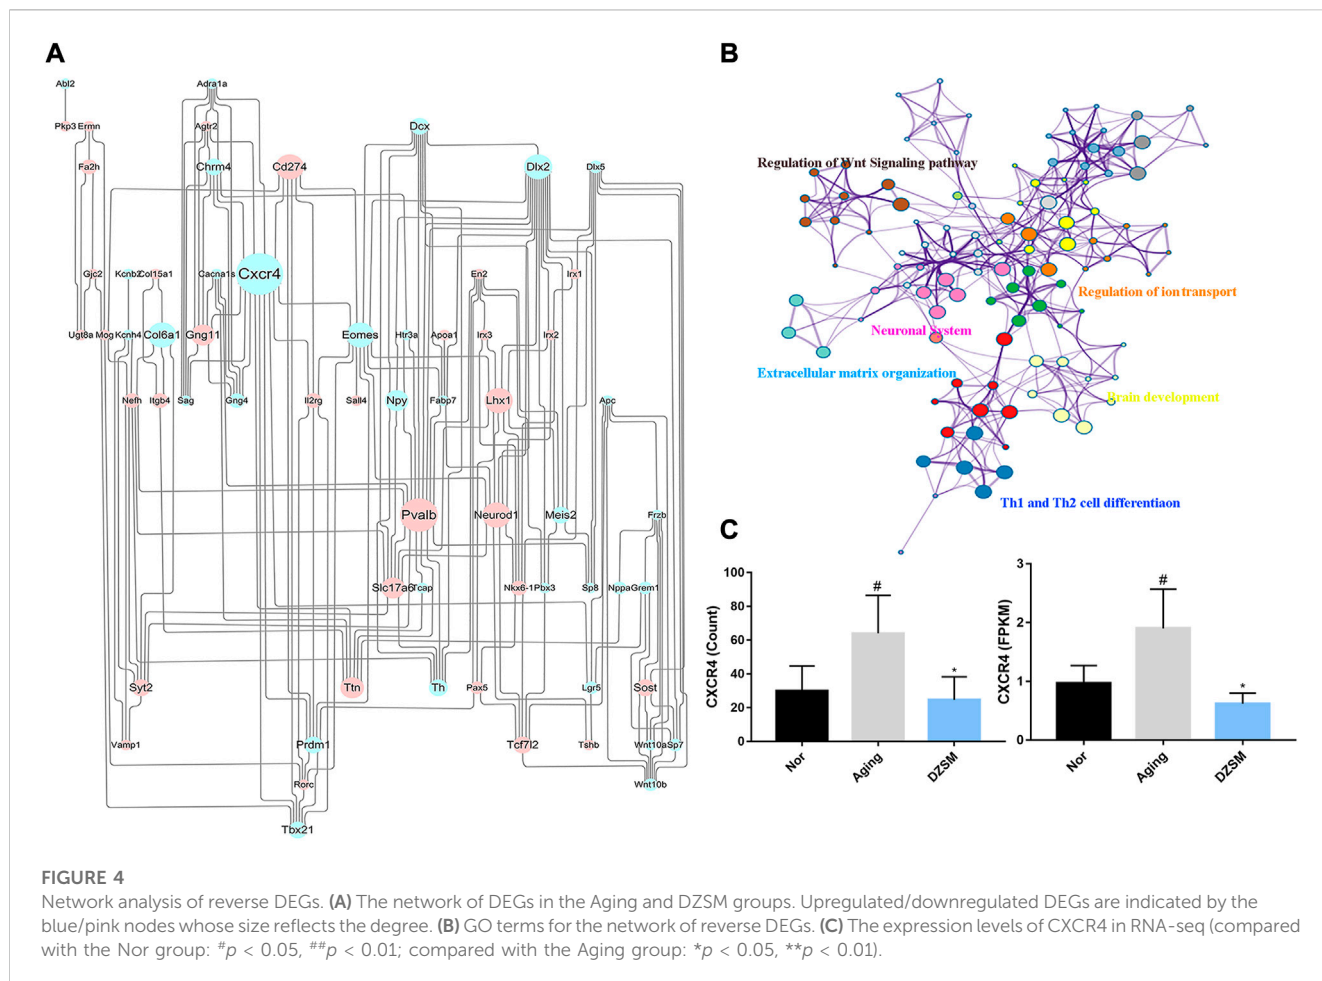 A
Abl2
Adra1a
Pkp3
Ermn
Agtr2
Dcx
Fa2h
Chrm4
Cd274
Dlx2
Dlx5
Gjc2
Kcnb2
Col15a1
Cacna1s
Cxcr4
En2
Irx1
Ugt8a
Mog
Kcnh4
Col6a1
Gng11
Eomes
Htr3a
Apoa1
Irx3
Irx2
Nefh
Itgb4
Sag
Gng4
Il2rg
Sall4
Npy
Fabp7
Lhx1
Apc
Pvalb
Neurod1
Meis2
Frzb
Slc17a6
Tcap
Nkx6-1
Pbx3
Sp8
Nppa
Grem1
Syt2
Ttn
Th
Pax5
Lgr5
Sost
Vamp1
Prdm1
Tcf7l2
Tshb
Wnt10a
Sp7
Rorc
Wnt10b
Tbx21
B
Regulation of Wnt Signaling pathway
Regulation of ion transport
Neuronal System
Extracellular matrix organization
Brain development
Th1 and Th2 cell differentiaon
C
CXCR4 (Count)
100
80
60
40
20
0
#
*
Nor
Aging
DZSM
CXCR4 (FPKM)
3
2
1
0
#
*
Nor
Aging
DZSM
FIGURE 4
Network analysis of reverse DEGs. (A) The network of DEGs in the Aging and DZSM groups. Upregulated/downregulated DEGs are indicated by the
blue/pink nodes whose size reflects the degree. (B) GO terms for the network of reverse DEGs. (C) The expression levels of CXCR4 in RNA-seq (compared
with the Nor group: #p < 0.05, ##p < 0.01; compared with the Aging group: *p < 0.05, **p < 0.01).